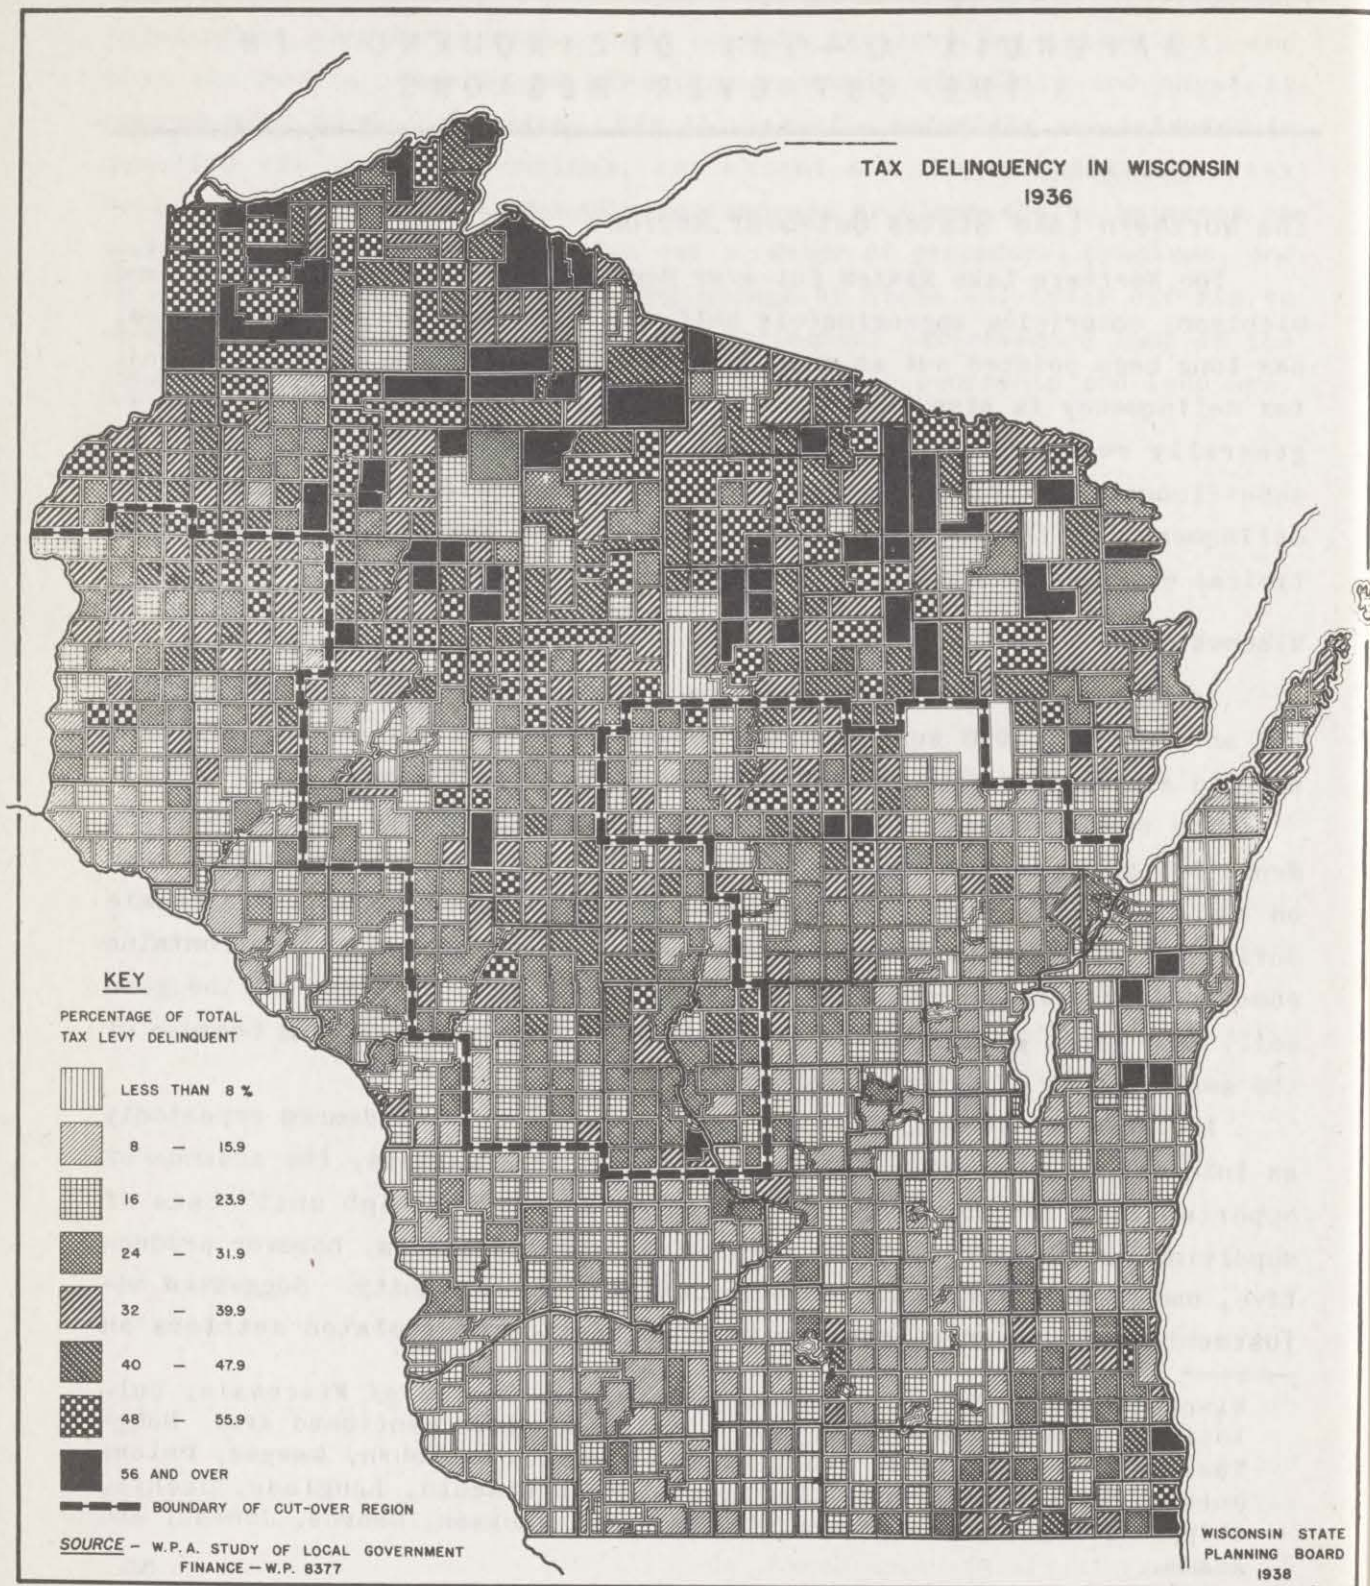 TAX DELINQUENCY IN WISCONSIN
1936
KEY
PERCENTAGE OF TOTAL
TAX LEVY DELINQUENT
LESS THAN 8 %
8 — 15.9
16 — 23.9
24 — 31.9
32 — 39.9
40 — 47.9
48 — 55.9
56 AND OVER
BOUNDARY OF CUT-OVER REGION
SOURCE — W.P.A. STUDY OF LOCAL GOVERNMENT
FINANCE — W.P. 8377
WISCONSIN STATE
PLANNING BOARD
1938